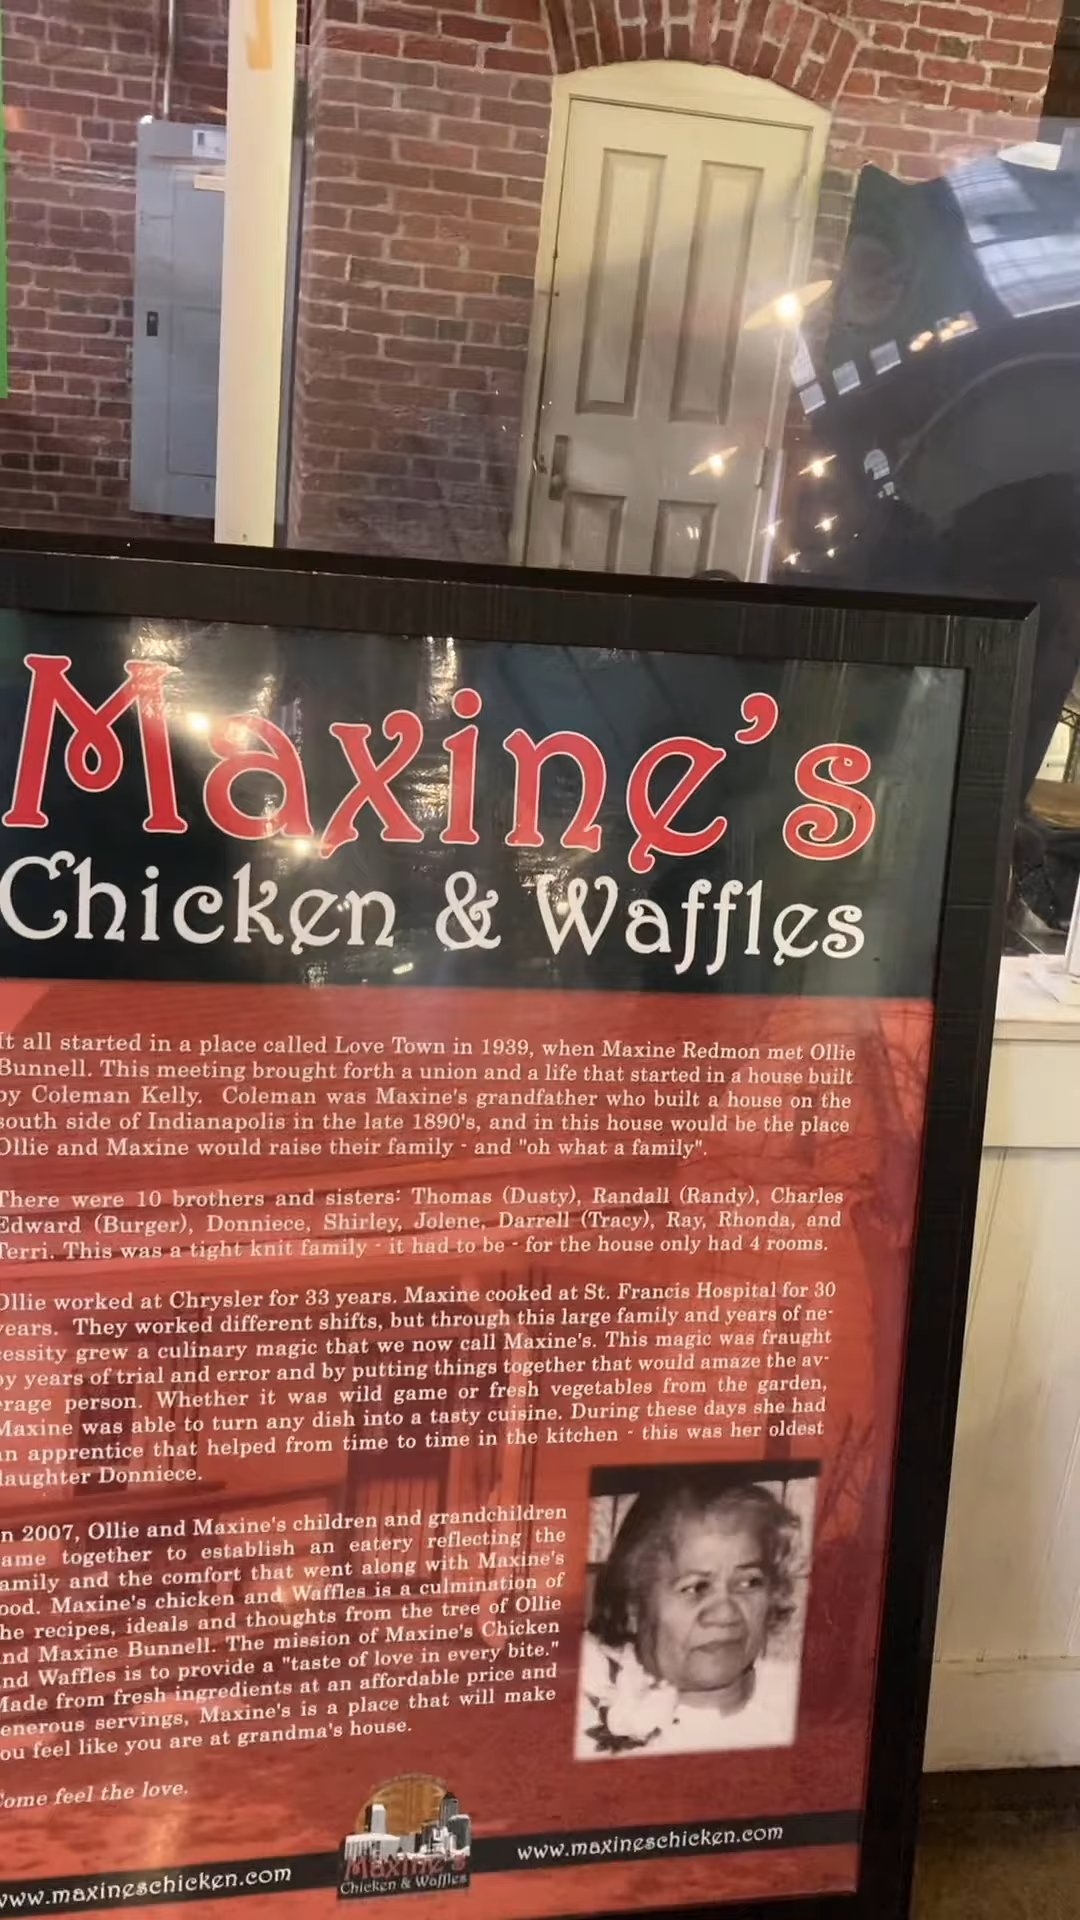 Maxine's
Chicken & Waffles
It all started in a place called Love Town in 1939, when Maxine Redmon met Ollie
Bunnell. This meeting brought forth a union and a life that started in a house built
by Coleman Kelly. Coleman was Maxine's grandfather who built a house on the
south side of Indianapolis in the late 1890's, and in this house would be the place
Ollie and Maxine would raise their family - and "oh what a family".
There were 10 brothers and sisters: Thomas (Dusty), Randall (Randy), Charles
Edward (Burger), Donniece, Shirley, Jolene, Darrell (Tracy), Ray, Rhonda, and
Terri. This was a tight knit family - it had to be - for the house only had 4 rooms.
Ollie worked at Chrysler for 33 years. Maxine cooked at St. Francis Hospital for 30
years. They worked different shifts, but through this large family and years of ne-
cessity grew a culinary magic that we now call Maxine's. This magic was fraught
by years of trial and error and by putting things together that would amaze the av-
erage person. Whether it was wild game or fresh vegetables from the garden,
Maxine was able to turn any dish into a tasty cuisine. During these days she had
an apprentice that helped from time to time in the kitchen - this was her oldest
daughter Donniece.
In 2007, Ollie and Maxine's children and grandchildren
came together to establish an eatery reflecting the
family and the comfort that went along with Maxine's
food. Maxine's chicken and Waffles is a culmination of
the recipes, ideals and thoughts from the tree of Ollie
and Maxine Bunnell. The mission of Maxine's Chicken
and Waffles is to provide a "taste of love in every bite."
Made from fresh ingredients at an affordable price and
generous servings, Maxine's is a place that will make
you feel like you are at grandma's house.
Come feel the love.
www.maxineschicken.com
Maxine's
Chicken & Waffles
www.maxineschicken.com